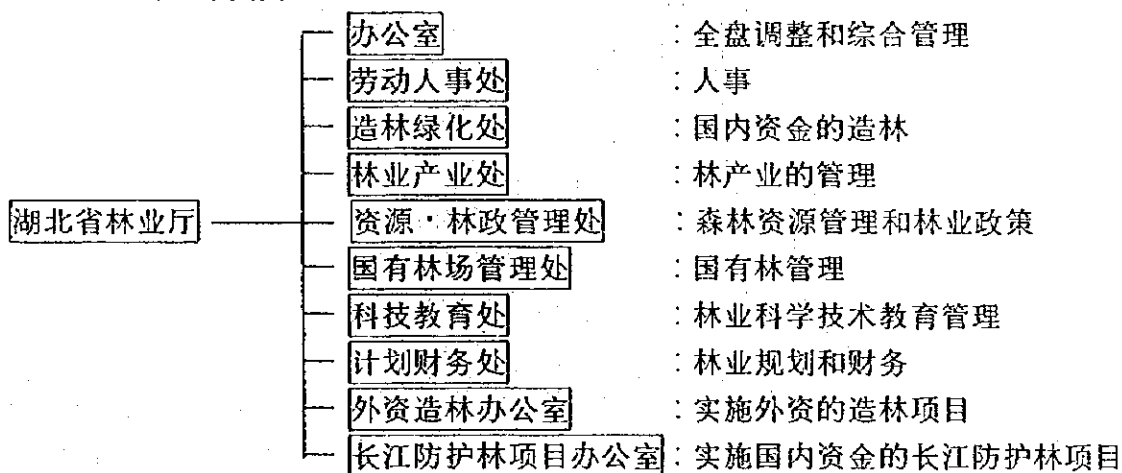 办公室 : 全盘调整和综合管理
劳动人事处 : 人事
造林绿化处 : 国内资金的造林
林业产业处 : 林产业的管理
湖北省林业厅 资源·林政管理处 : 森林资源管理和林业政策
国有林场管理处 : 国有林管理
科技教育处 : 林业科学技术教育管理
计划财务处 : 林业规划和财务
外资造林办公室 : 实施外资的造林项目
长江防护林项目办公室 : 实施国内资金的长江防护林项目